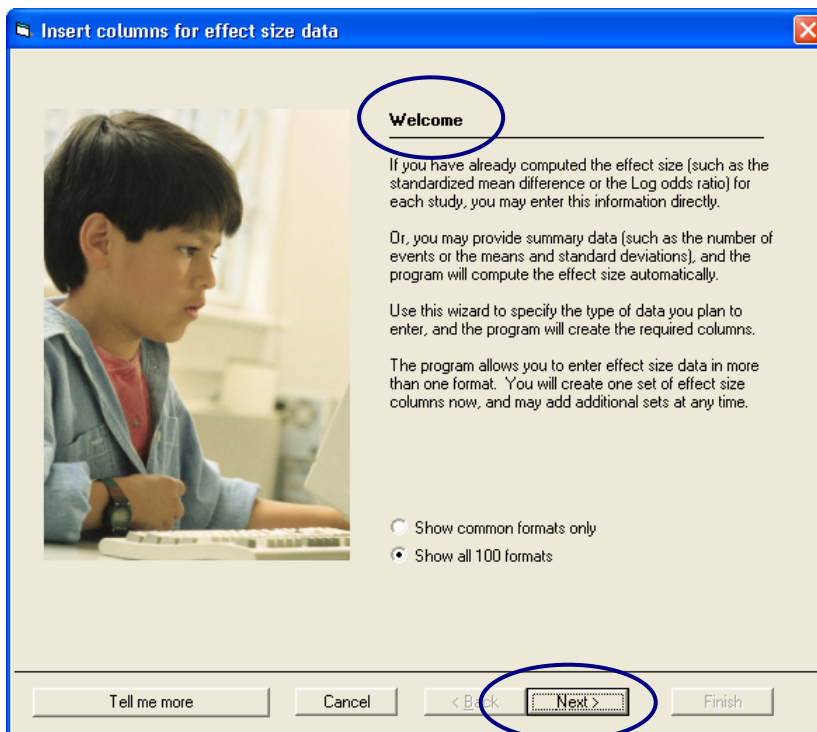 Insert columns for effect size data
Welcome
If you have already computed the effect size (such as the
standardized mean difference or the Log odds ratio) for
each study, you may enter this information directly.
Or, you may provide summary data (such as the number of
events or the means and standard deviations), and the
program will compute the effect size automatically.
Use this wizard to specify the type of data you plan to
enter, and the program will create the required columns.
The program allows you to enter effect size data in more
than one format. You will create one set of effect size
columns now, and may add additional sets at any time.
Show common formats only
Show all 100 formats
Tell me more
Cancel
< Back
Next >
Finish